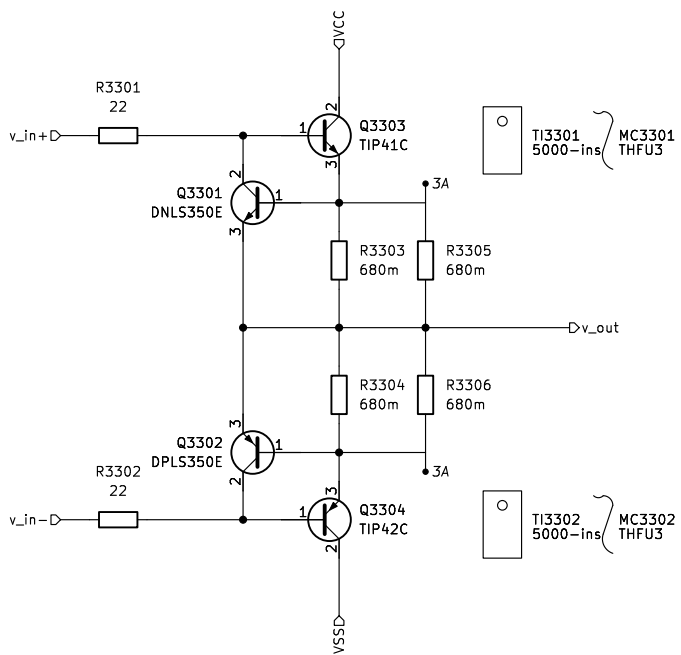 VCC
R3301
22
v_in+
2
1
Q3303
TIP41C
3
TI3301
5000-ins
MC3301
THFU3
2
Q3301
DNLS350E
1
3
3A
R3303
680m
R3305
680m
v_out
R3304
680m
R3306
680m
3
Q3302
DPLS350E
1
2
3A
R3302
22
v_in-
3
1
Q3304
TIP42C
2
TI3302
5000-ins
MC3302
THFU3
VSS